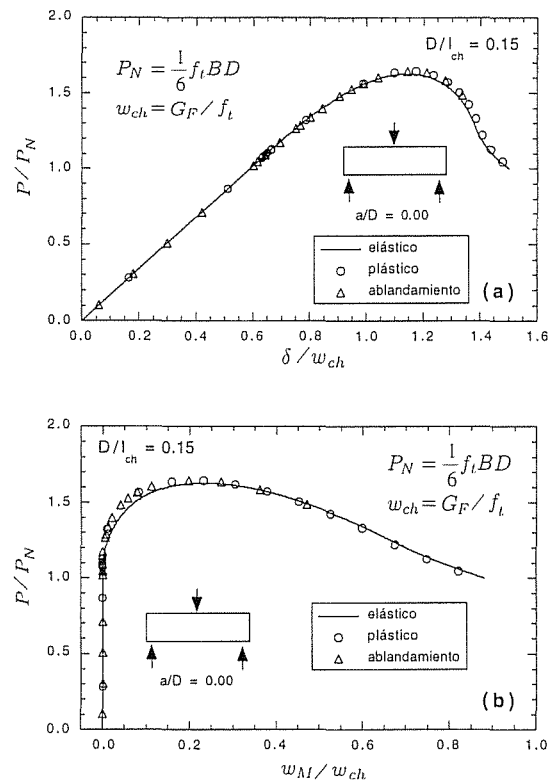 D/l_ch = 0.15
P_N = 1/6 f_t BD
w_ch = G_F / f_t
P/P_N
2.0
1.5
1.0
0.5
0.0
a/D = 0.00
elástico
plástico
ablandamiento
(a)
0.0 0.2 0.4 0.6 0.8 1.0 1.2 1.4 1.6
δ/w_ch
D/l_ch = 0.15
P_N = 1/6 f_t BD
w_ch = G_F / f_t
P/P_N
2.0
1.5
1.0
0.5
0.0
a/D = 0.00
elástico
plástico
ablandamiento
(b)
0.0 0.2 0.4 0.6 0.8 1.0
w_M/w_ch